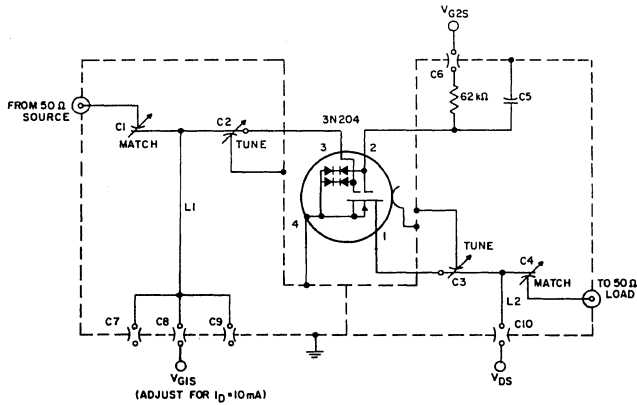 VG2S
C6
62 kΩ
C5
FROM 50 Ω
SOURCE
C1
MATCH
C2
TUNE
3N204
3
2
4
1
L1
TUNE
C3
C4
MATCH
L2
TO 50Ω
LOAD
C7
C8
C9
C10
VG1S
(ADJUST FOR ID=10mA)
VDS